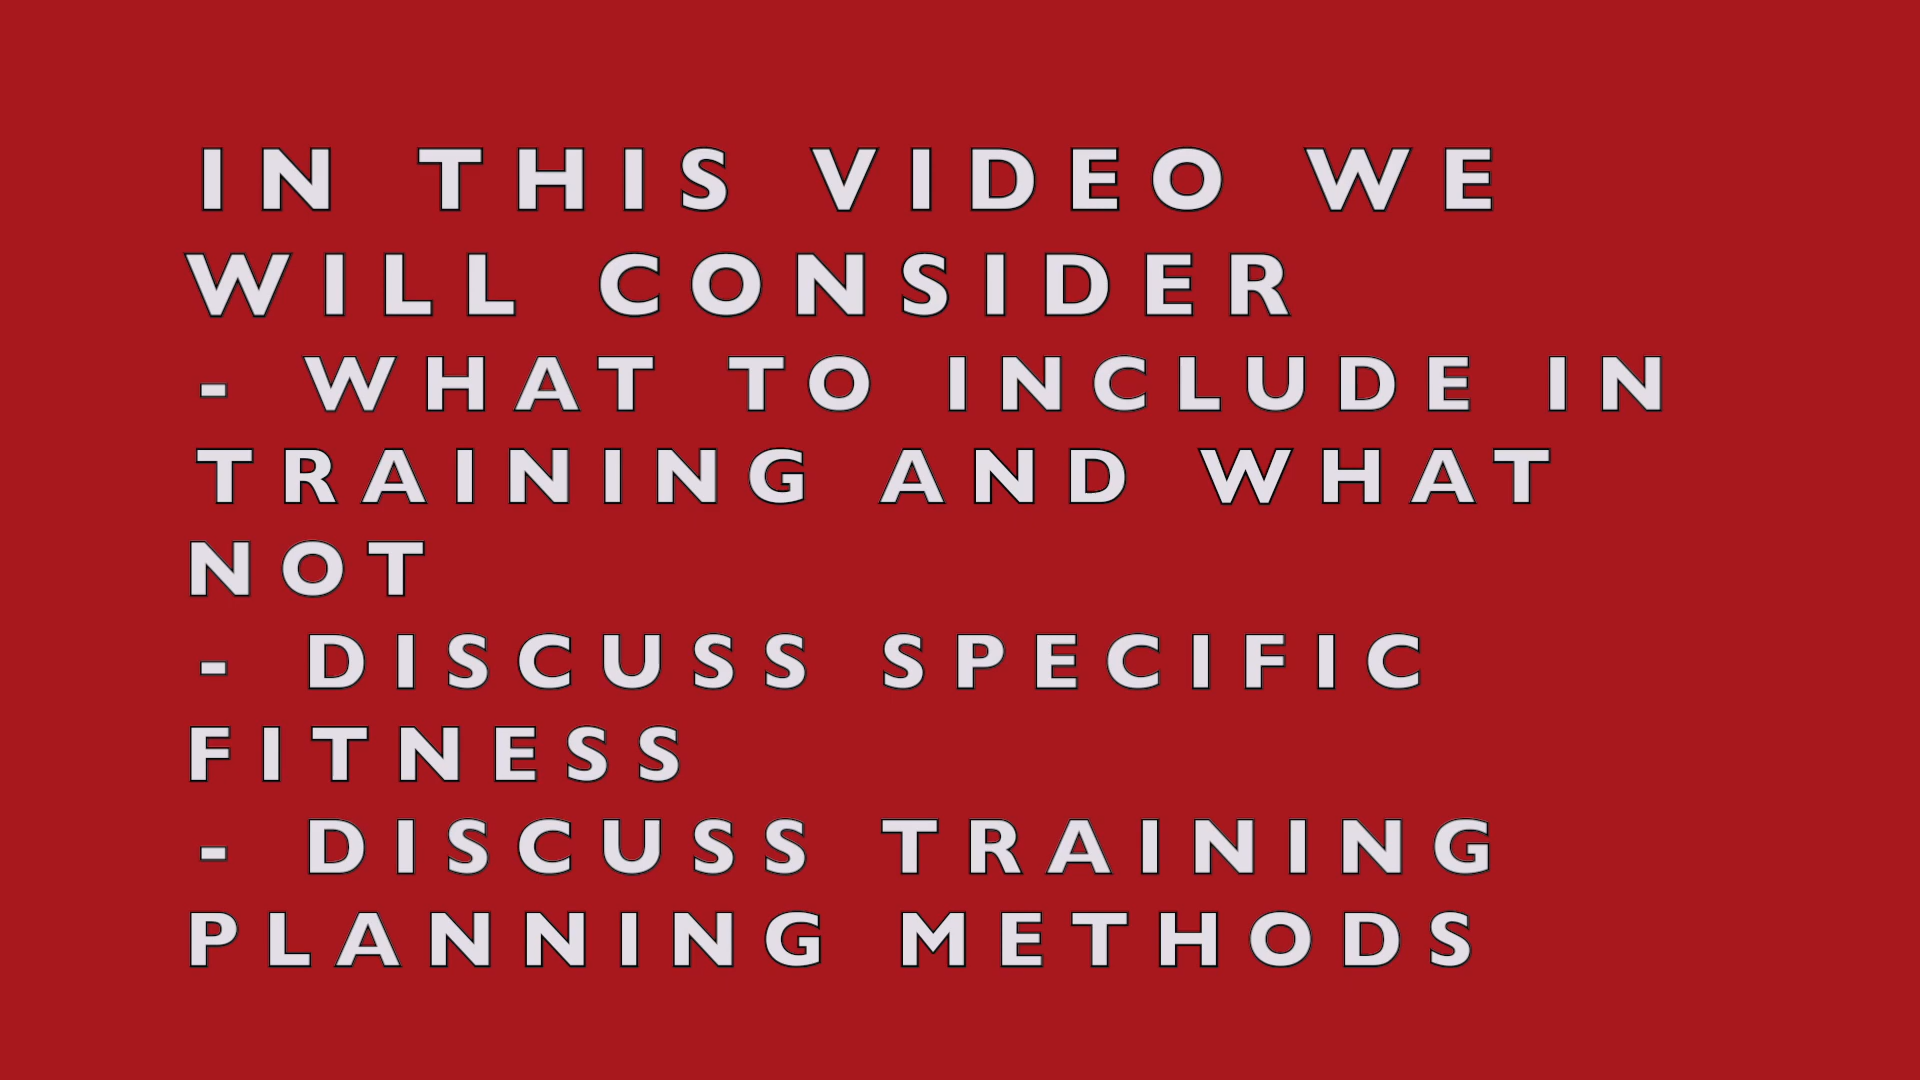 IN THIS VIDEO WE
WILL CONSIDER
- WHAT TO INCLUDE IN
TRAINING AND WHAT
NOT
- DISCUSS SPECIFIC
FITNESS
- DISCUSS TRAINING
PLANNING METHODS